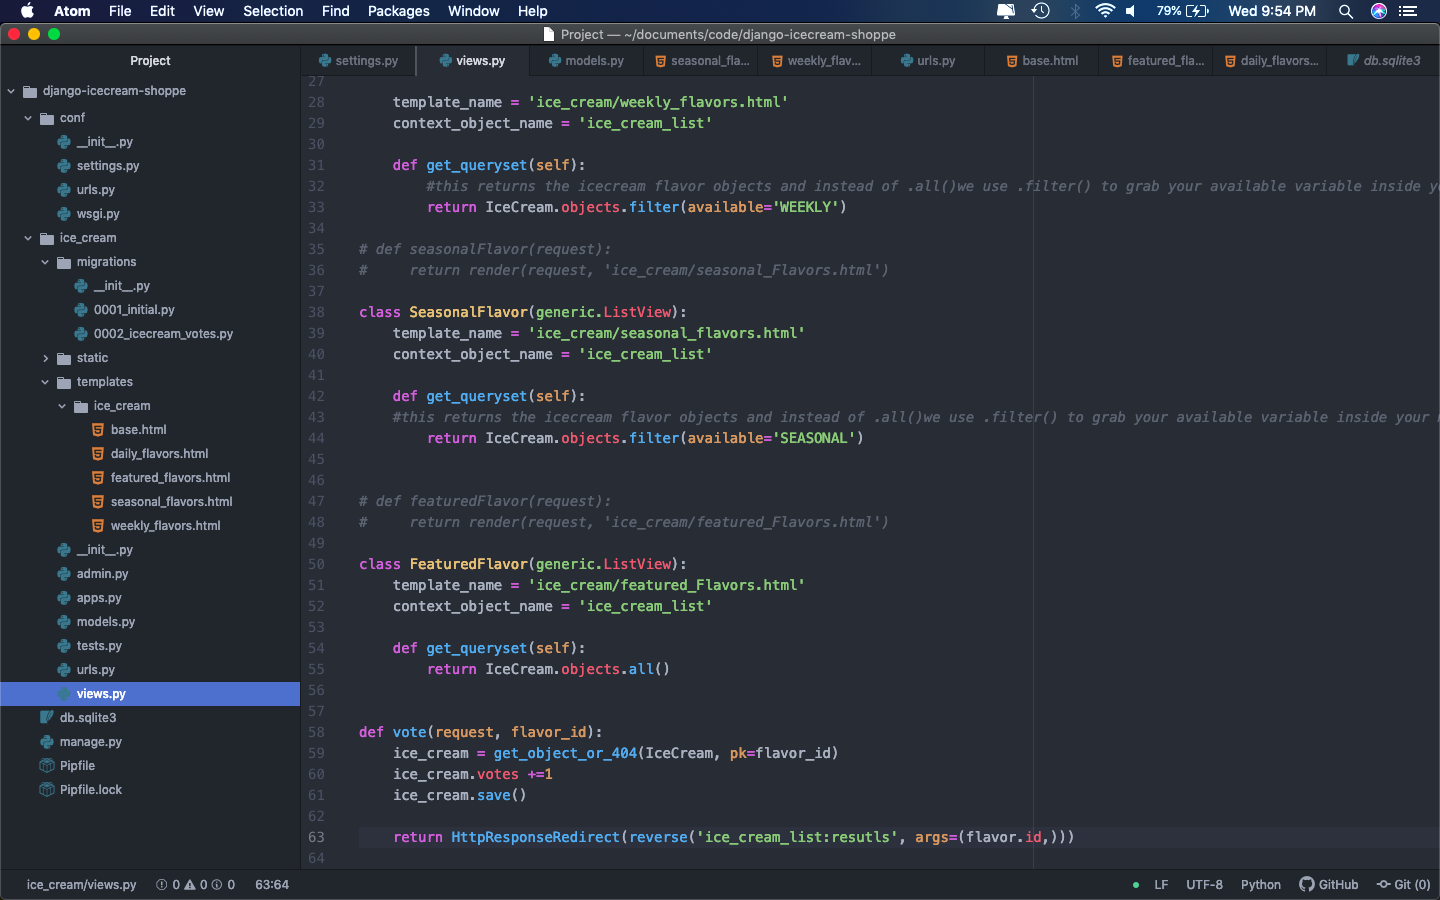 Atom File Edit View Selection Find Packages Window Help 79% Wed 9:54 PM
Project — ~/documents/code/django-icecream-shoppe
Project
settings.py views.py models.py seasonal_fla... weekly_flav... urls.py base.html featured_fla... daily_flavors... db.sqlite3
django-icecream-shoppe
conf
__init__.py
settings.py
urls.py
wsgi.py
ice_cream
migrations
__init__.py
0001_initial.py
0002_icecream_votes.py
static
templates
ice_cream
base.html
daily_flavors.html
featured_flavors.html
seasonal_flavors.html
weekly_flavors.html
__init__.py
admin.py
apps.py
models.py
tests.py
urls.py
views.py
db.sqlite3
manage.py
Pipfile
Pipfile.lock
27
28 template_name = 'ice_cream/weekly_flavors.html'
29 context_object_name = 'ice_cream_list'
30
31 def get_queryset(self):
32 #this returns the icecream flavor objects and instead of .all()we use .filter() to grab your available variable inside yo
33 return IceCream.objects.filter(available='WEEKLY')
34
35 # def seasonalFlavor(request):
36 # return render(request, 'ice_cream/seasonal_Flavors.html')
37
38 class SeasonalFlavor(generic.ListView):
39 template_name = 'ice_cream/seasonal_flavors.html'
40 context_object_name = 'ice_cream_list'
41
42 def get_queryset(self):
43 #this returns the icecream flavor objects and instead of .all()we use .filter() to grab your available variable inside your
44 return IceCream.objects.filter(available='SEASONAL')
45
46
47 # def featuredFlavor(request):
48 # return render(request, 'ice_cream/featured_Flavors.html')
49
50 class FeaturedFlavor(generic.ListView):
51 template_name = 'ice_cream/featured_Flavors.html'
52 context_object_name = 'ice_cream_list'
53
54 def get_queryset(self):
55 return IceCream.objects.all()
56
57
58 def vote(request, flavor_id):
59 ice_cream = get_object_or_404(IceCream, pk=flavor_id)
60 ice_cream.votes +=1
61 ice_cream.save()
62
63 return HttpResponseRedirect(reverse('ice_cream_list:resutls', args=(flavor.id,)))
64
ice_cream/views.py 0 0 0 63:64 LF UTF-8 Python GitHub Git (0)